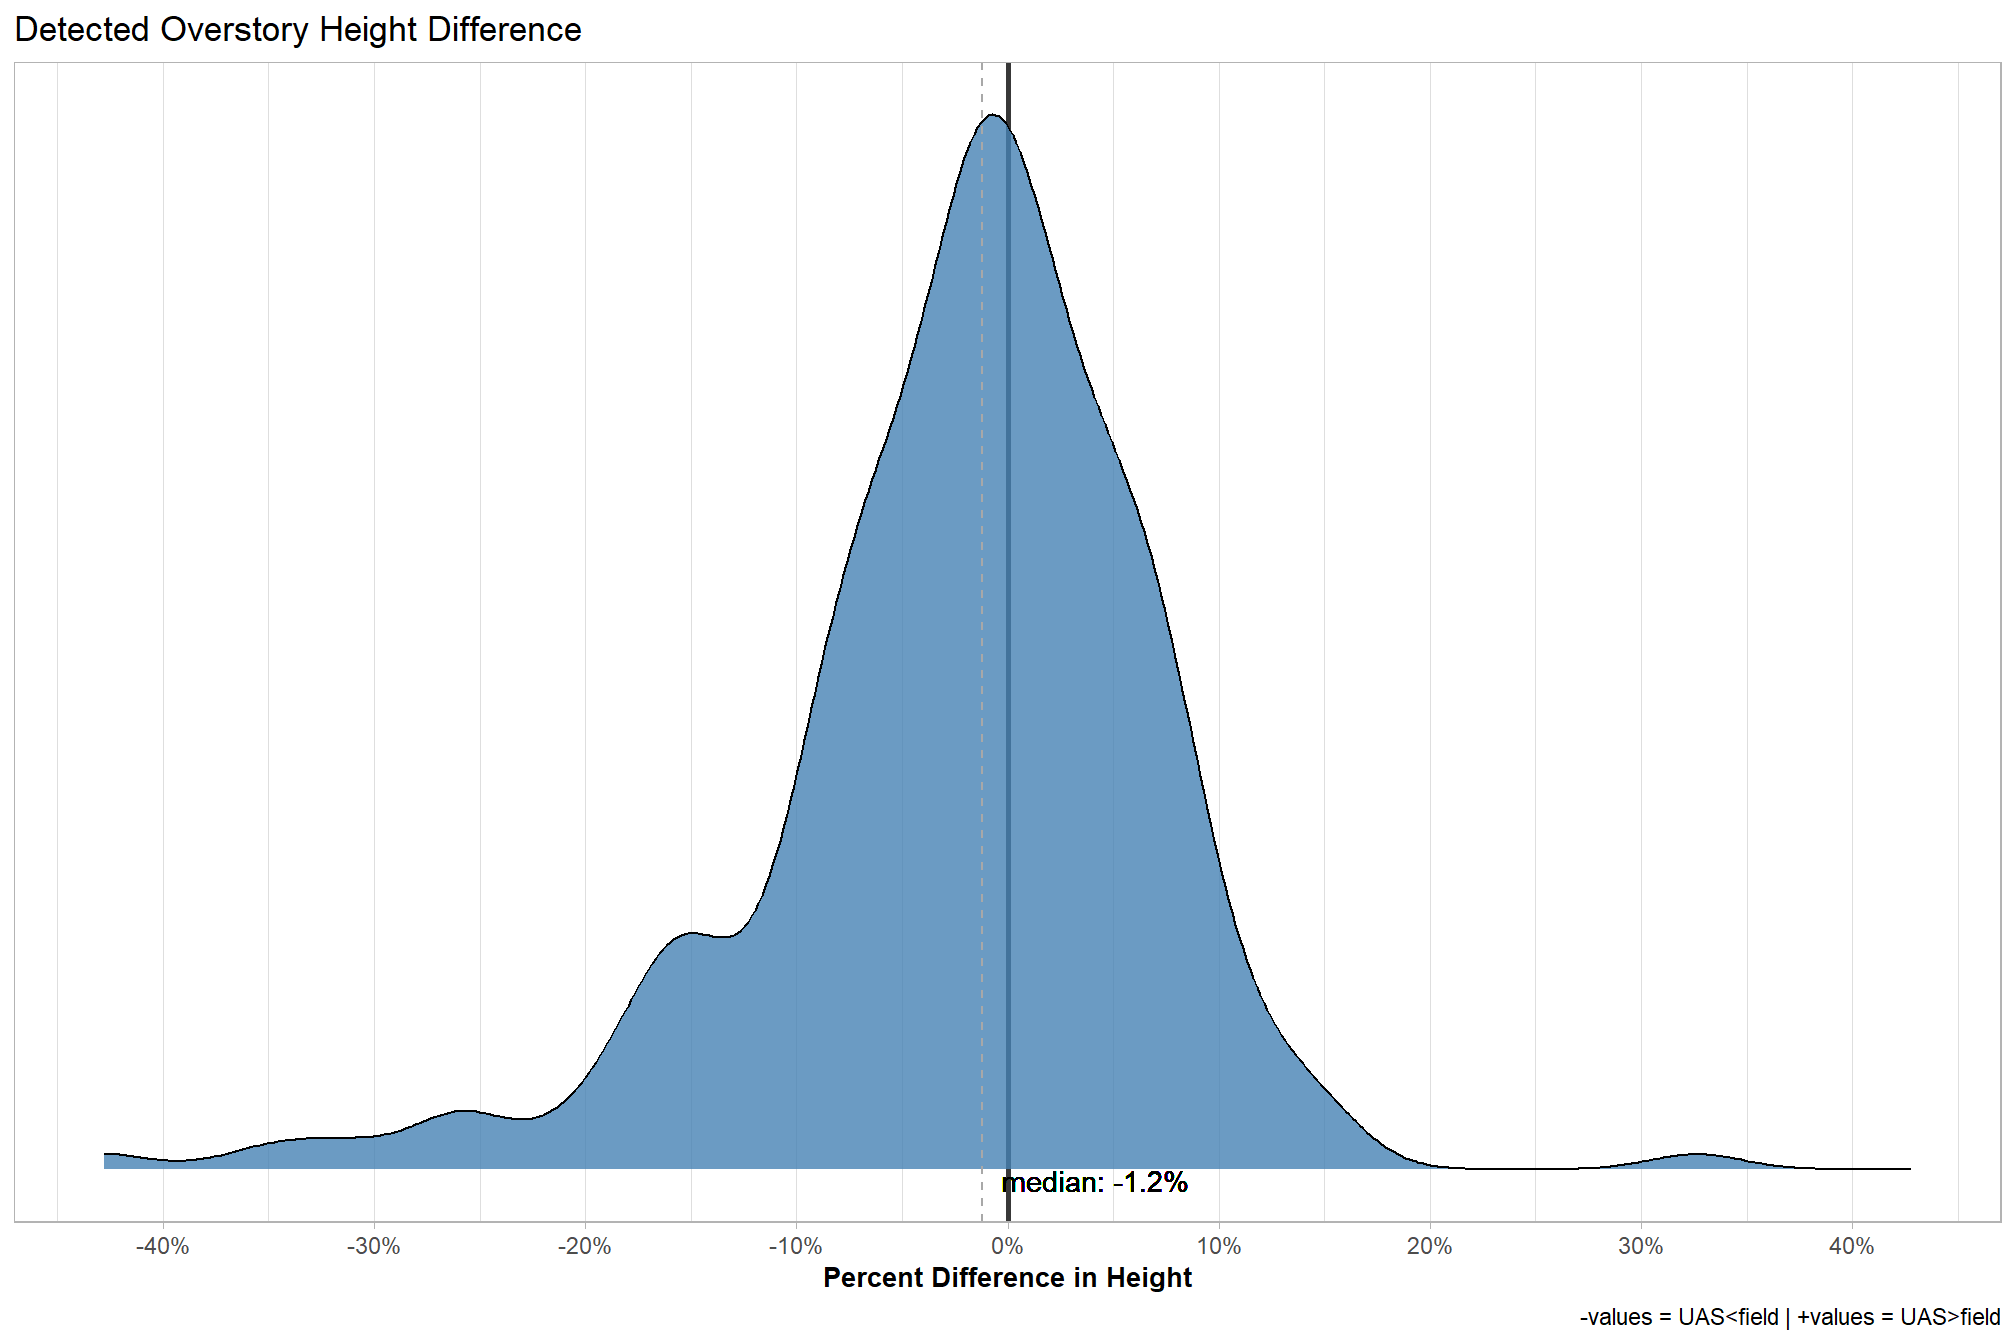 Detected Overstory Height Difference
median: -1.2%
-40% -30% -20% -10% 0% 10% 20% 30% 40%
Percent Difference in Height
-values = UAS<field | +values = UAS>field